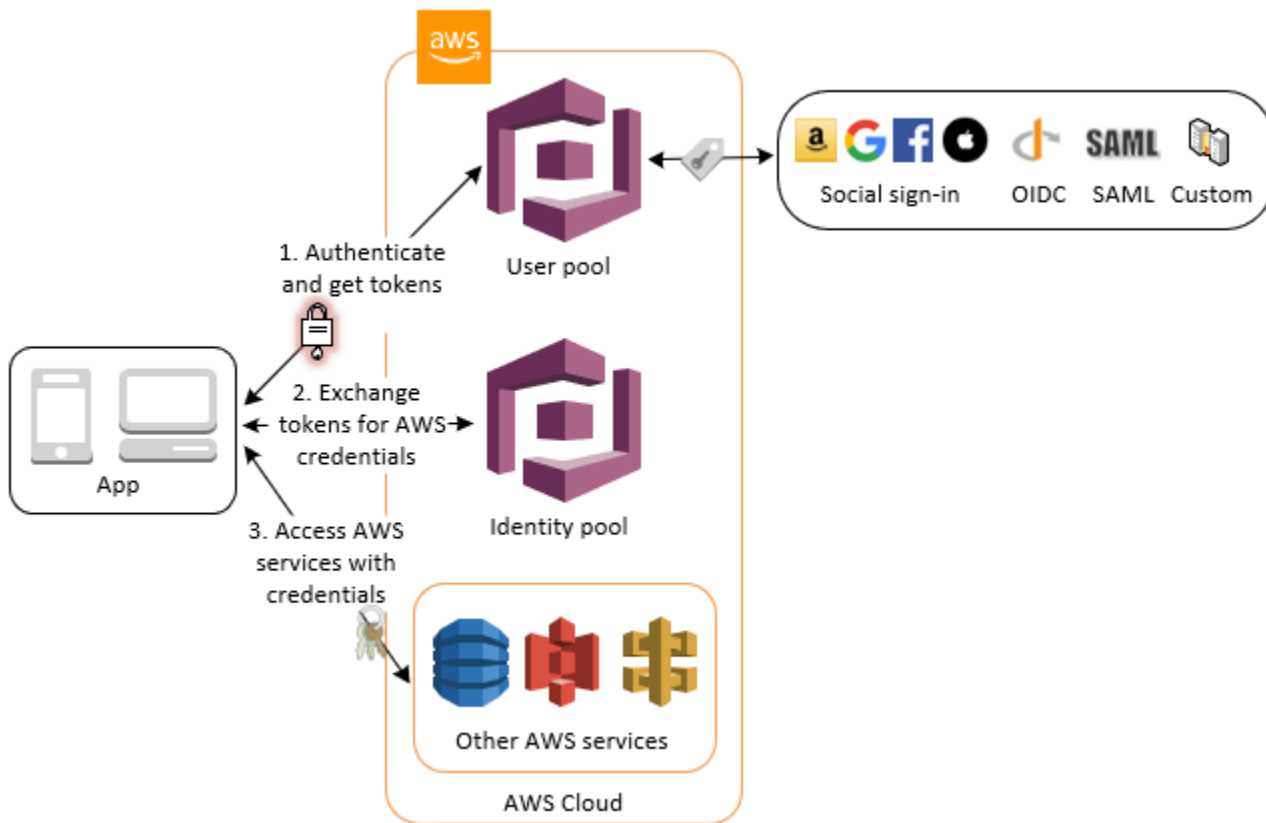 aws
SAML
Social sign-in
OIDC
SAML
Custom
1. Authenticate
and get tokens
User pool
2. Exchange
tokens for AWS
credentials
App
Identity pool
3. Access AWS
services with
credentials
Other AWS services
AWS Cloud